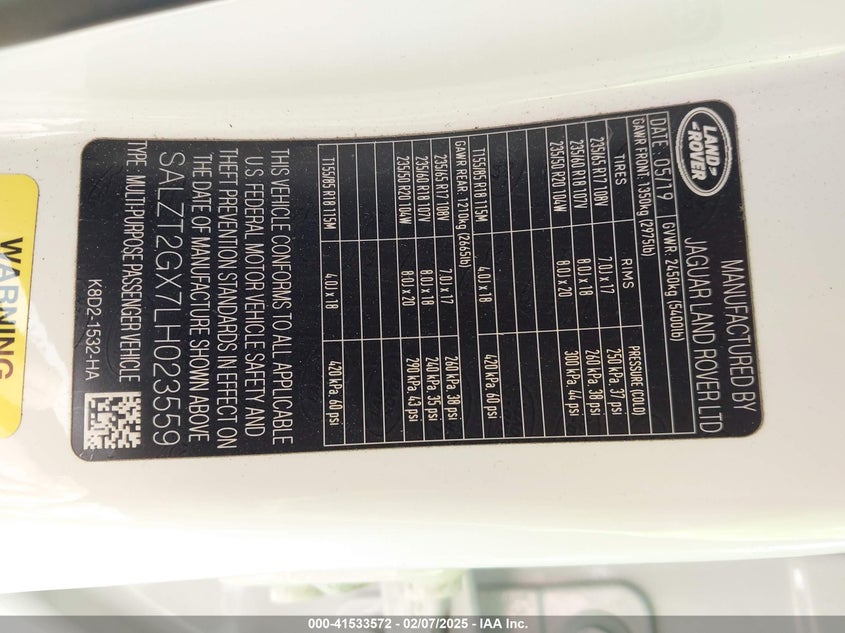 LAND
ROVER
MANUFACTURED BY
JAGUAR LAND ROVER LTD
DATE: 05/19 GVWR: 2450kg (5400lb)
GAWR FRONT: 1350kg (2975lb)
TIRES RIMS PRESSURE (COLD)
235/65 R17 108V 7.0J x 17 250 kPa, 37 psi
235/60 R18 107V 8.0J x 18 260 kPa, 38 psi
235/50 R20 104W 8.0J x 20 300 kPa, 44 psi
T155/85 R18 115M 4.0J x 18 420 kPa, 60 psi
GAWR REAR: 1210kg (2665lb)
235/65 R17 108V 7.0J x 17 260 kPa, 38 psi
235/60 R18 107V 8.0J x 18 240 kPa, 35 psi
235/50 R20 104W 8.0J x 20 290 kPa, 43 psi
T155/85 R18 115M 4.0J x 18 420 kPa, 60 psi
THIS VEHICLE CONFORMS TO ALL APPLICABLE
U.S. FEDERAL MOTOR VEHICLE SAFETY AND
THEFT PREVENTION STANDARDS IN EFFECT ON
THE DATE OF MANUFACTURE SHOWN ABOVE
SALZT2GX7LH023559
TYPE: MULTI-PURPOSE PASSENGER VEHICLE
K8D2-1532-HA
WARNING
000-41533572 - 02/07/2025 - IAA Inc.